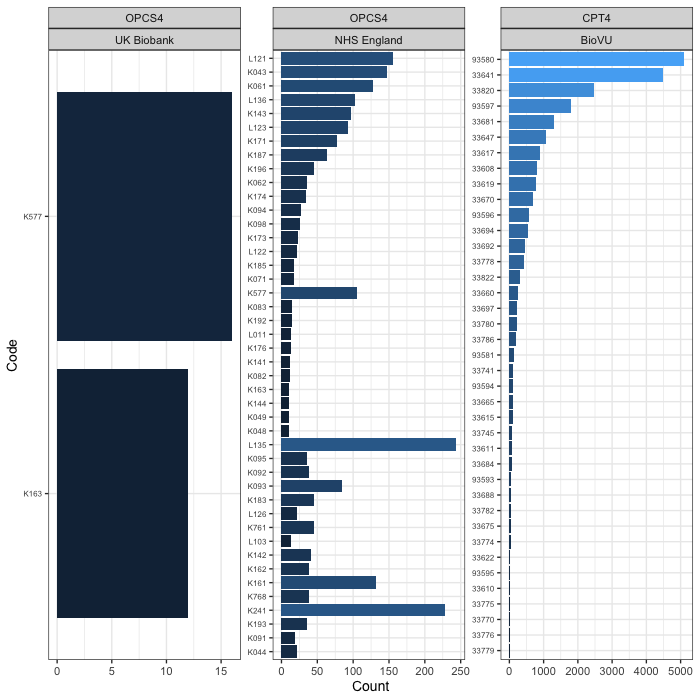 OPCS4
UK Biobank
OPCS4
NHS England
CPT4
BioVU
Code
K577
K163
0
5
10
15
L121
K043
K061
L136
K143
L123
K171
K187
K196
K062
K174
K094
K098
K173
L122
K185
K071
K577
K083
K192
L011
K176
K141
K082
K163
K144
K049
K048
L135
K095
K092
K093
K183
L126
K761
L103
K142
K162
K161
K768
K241
K193
K091
K044
0
50
100
150
200
250
93580
33641
33820
93597
33681
33647
33617
33608
33619
33670
93596
33694
33692
33778
33822
33660
33697
33780
33786
93581
33741
93594
33665
33615
33745
33611
33684
93593
33688
33782
33675
33774
33622
93595
33610
33775
33770
33776
33779
0
1000
2000
3000
4000
5000
Count